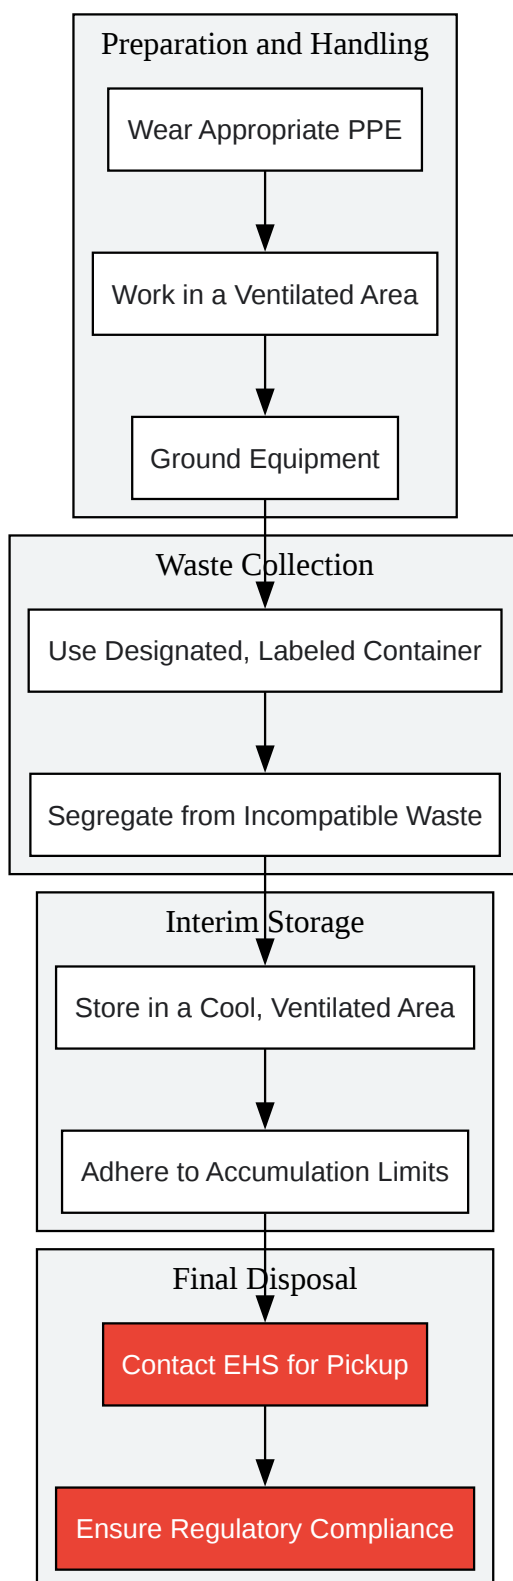 Preparation and Handling
Wear Appropriate PPE
Work in a Ventilated Area
Ground Equipment
Waste Collection
Use Designated, Labeled Container
Segregate from Incompatible Waste
Interim Storage
Store in a Cool, Ventilated Area
Adhere to Accumulation Limits
Final Disposal
Contact EHS for Pickup
Ensure Regulatory Compliance